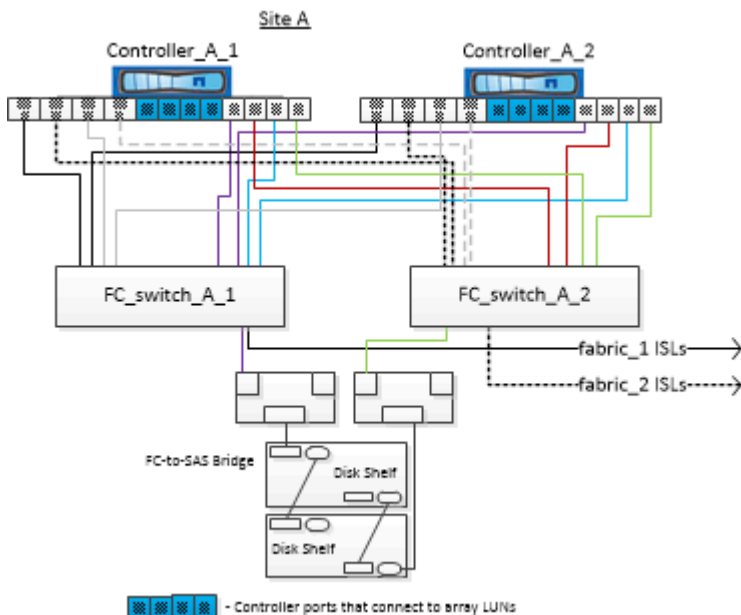 Site A
Controller_A_1
Controller_A_2
FC_switch_A_1
FC_switch_A_2
fabric_1 ISLs
fabric_2 ISLs
FC-to-SAS Bridge
Disk Shelf
Disk Shelf
- Controller ports that connect to array LUNs